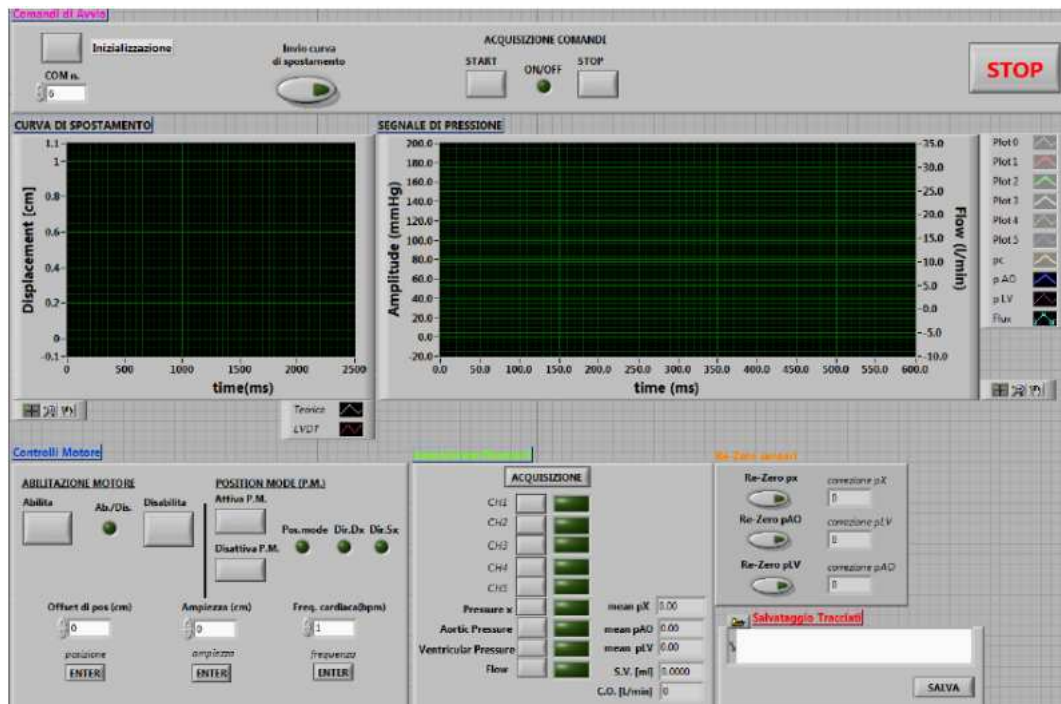 Comandi di Avvio
Inizializzazione
COM n.
Invio curva
di spostamento
ACQUISIZIONE COMANDI
START
ON/OFF
STOP
STOP
CURVA DI SPOSTAMENTO
Displacement [cm]
1.1
1
0.8
0.6
0.4
0.2
0
-0.1
0
500
1000
1500
2000
2500
time(ms)
Teorica
LVDT
SEGNALE DI PRESSIONE
Amplitude (mmHg)
200.0
180.0
160.0
140.0
120.0
100.0
80.0
60.0
40.0
20.0
0.0
-20.0
0.0
50.0
100.0
150.0
200.0
250.0
300.0
350.0
400.0
450.0
500.0
550.0
600.0
time (ms)
35.0
30.0
25.0
20.0
15.0
10.0
5.0
0.0
-5.0
-10.0
Flow (l/min)
Plot 0
Plot 1
Plot 2
Plot 3
Plot 4
Plot 5
pc
p AO
p LV
Flux
Controlli Motore
ABILITAZIONE MOTORE
Abilita
Ab./Dis.
Disabilita
POSITION MODE (P.M.)
Attiva P.M.
Disattiva P.M.
Pos.mode
Dir.Dx
Dir.Sx
Offset di pos (cm)
0
posizione
ENTER
Ampiezza (cm)
0
ampiezza
ENTER
Freq. cardiaca(bpm)
1
frequenza
ENTER
ACQUISIZIONE
CH1
CH2
CH3
CH4
CH5
Pressure x
Aortic Pressure
Ventricular Pressure
Flow
mean pX 0.00
mean pAO 0.00
mean pLV 0.00
S.V. [ml] 0.0000
C.O. [L/min] 0
Re-Zero sensori
Re-Zero px
correzione pX
0
Re-Zero pAO
correzione pLV
0
Re-Zero pLV
correzione pAO
0
Salvataggio Tracciati
SALVA